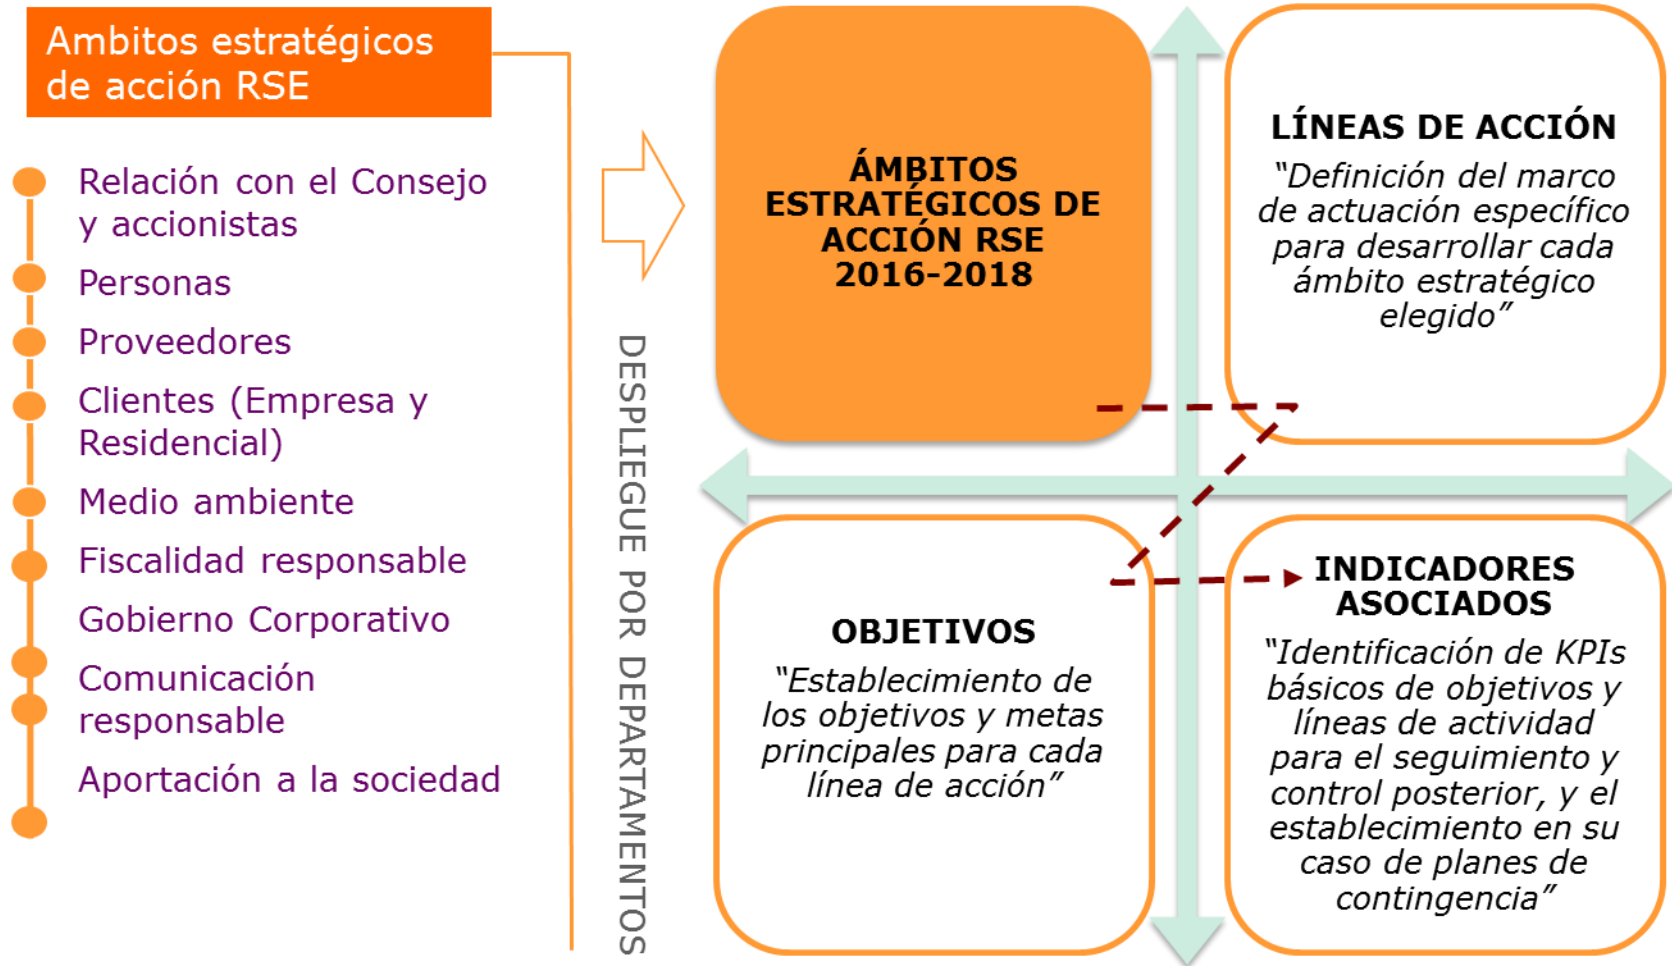 Ambitos estratégicos
de acción RSE
Relación con el Consejo
y accionistas
Personas
Proveedores
Clientes (Empresa y
Residencial)
Medio ambiente
Fiscalidad responsable
Gobierno Corporativo
Comunicación
responsable
Aportación a la sociedad
DESPLIEGUE POR DEPARTAMENTOS
ÁMBITOS
ESTRATÉGICOS DE
ACCIÓN RSE
2016-2018
LÍNEAS DE ACCIÓN
“Definición del marco
de actuación específico
para desarrollar cada
ámbito estratégico
elegido”
OBJETIVOS
“Establecimiento de
los objetivos y metas
principales para cada
línea de acción”
INDICADORES
ASOCIADOS
“Identificación de KPIs
básicos de objetivos y
líneas de actividad
para el seguimiento y
control posterior, y el
establecimiento en su
caso de planes de
contingencia”